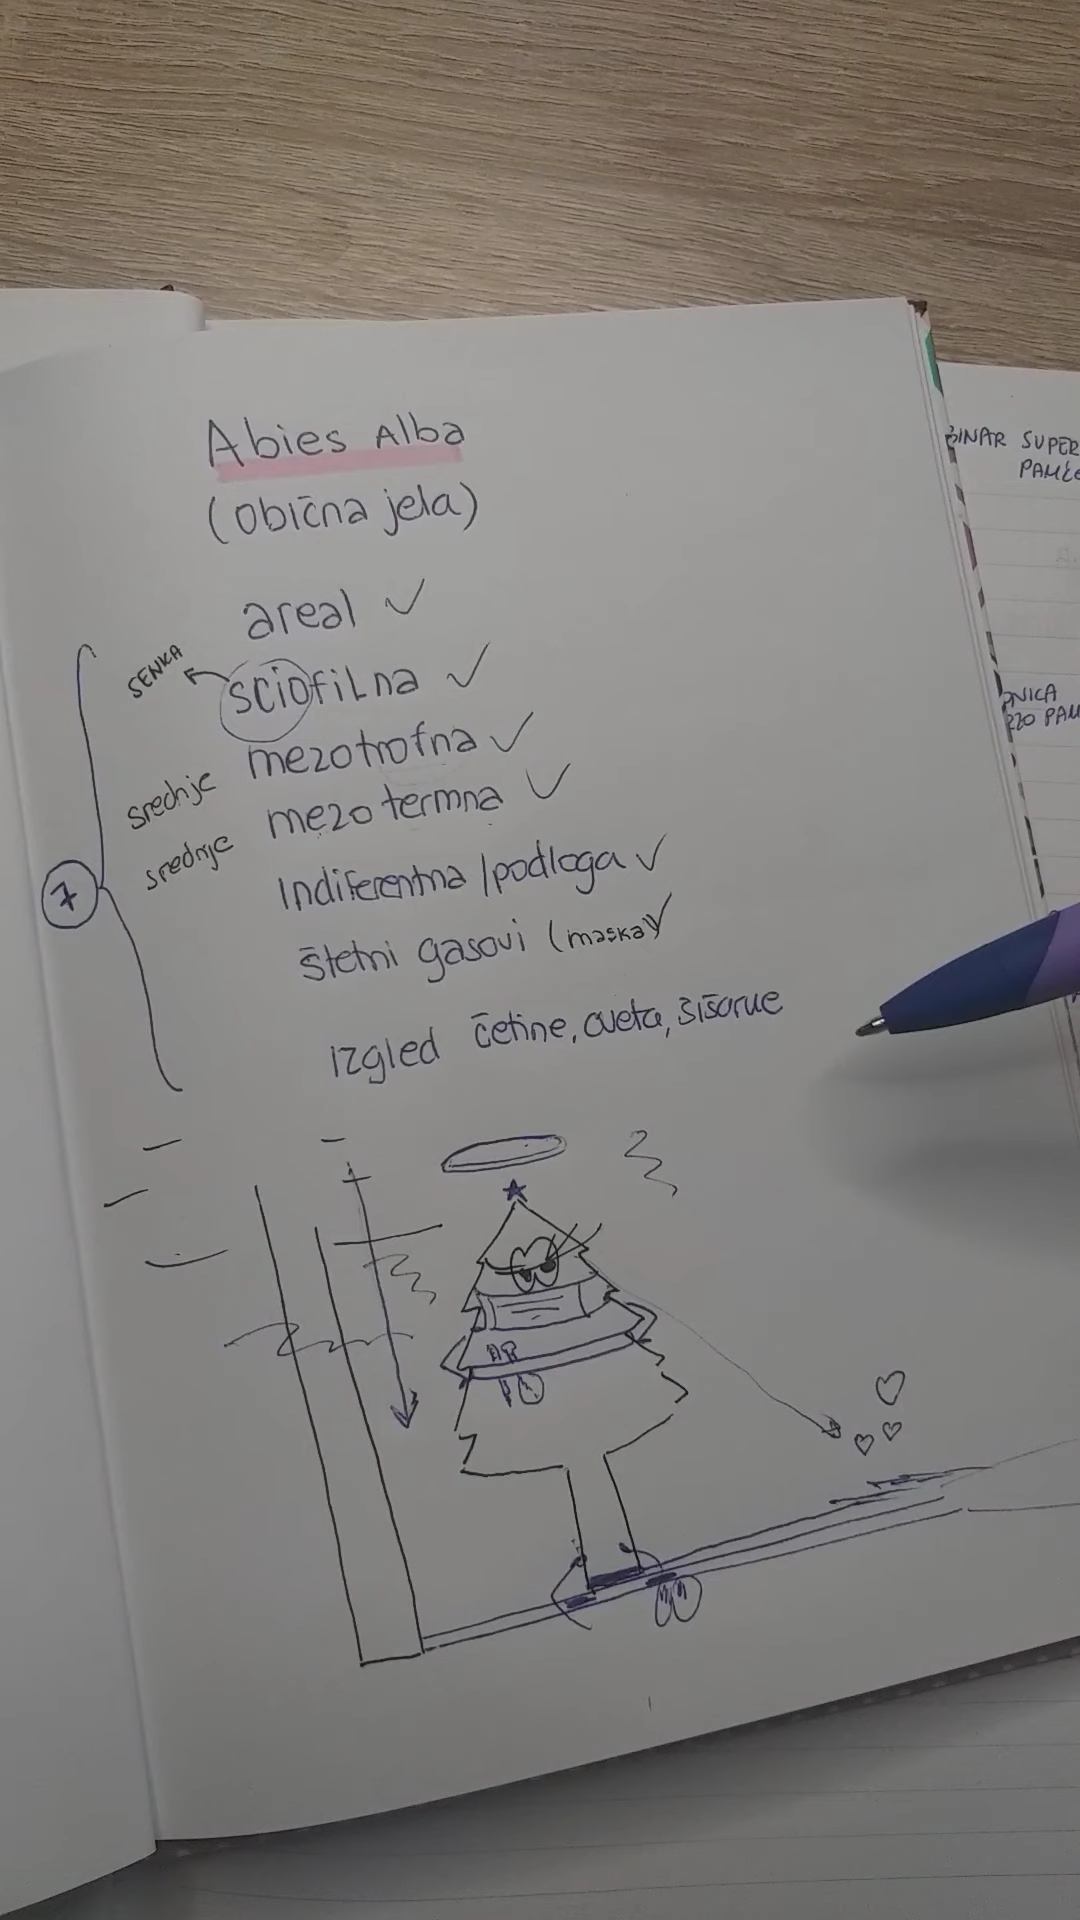 Abies Alba
(obična jela)
areal ✓
SENKA
sciofilna ✓
srednje mezotrofna ✓
srednje mezotermna ✓
7
Indiferentna / podloga ✓
štetni gasovi (maska) ✓
Izgled četine, cveta, šišarke
BINAR SUPER